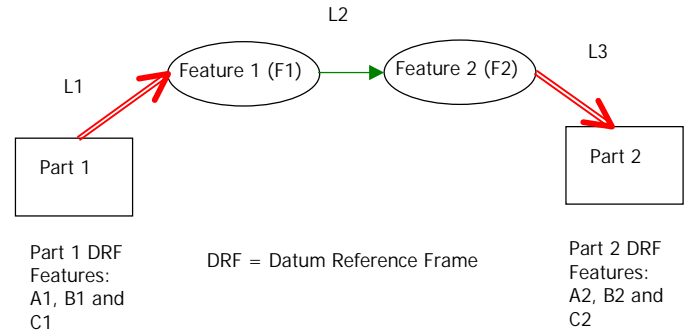 L2
L1
Feature 1 (F1)
Feature 2 (F2)
L3
Part 1
Part 2
Part 1 DRF
Features:
A1, B1 and
C1
DRF = Datum Reference Frame
Part 2 DRF
Features:
A2, B2 and
C2